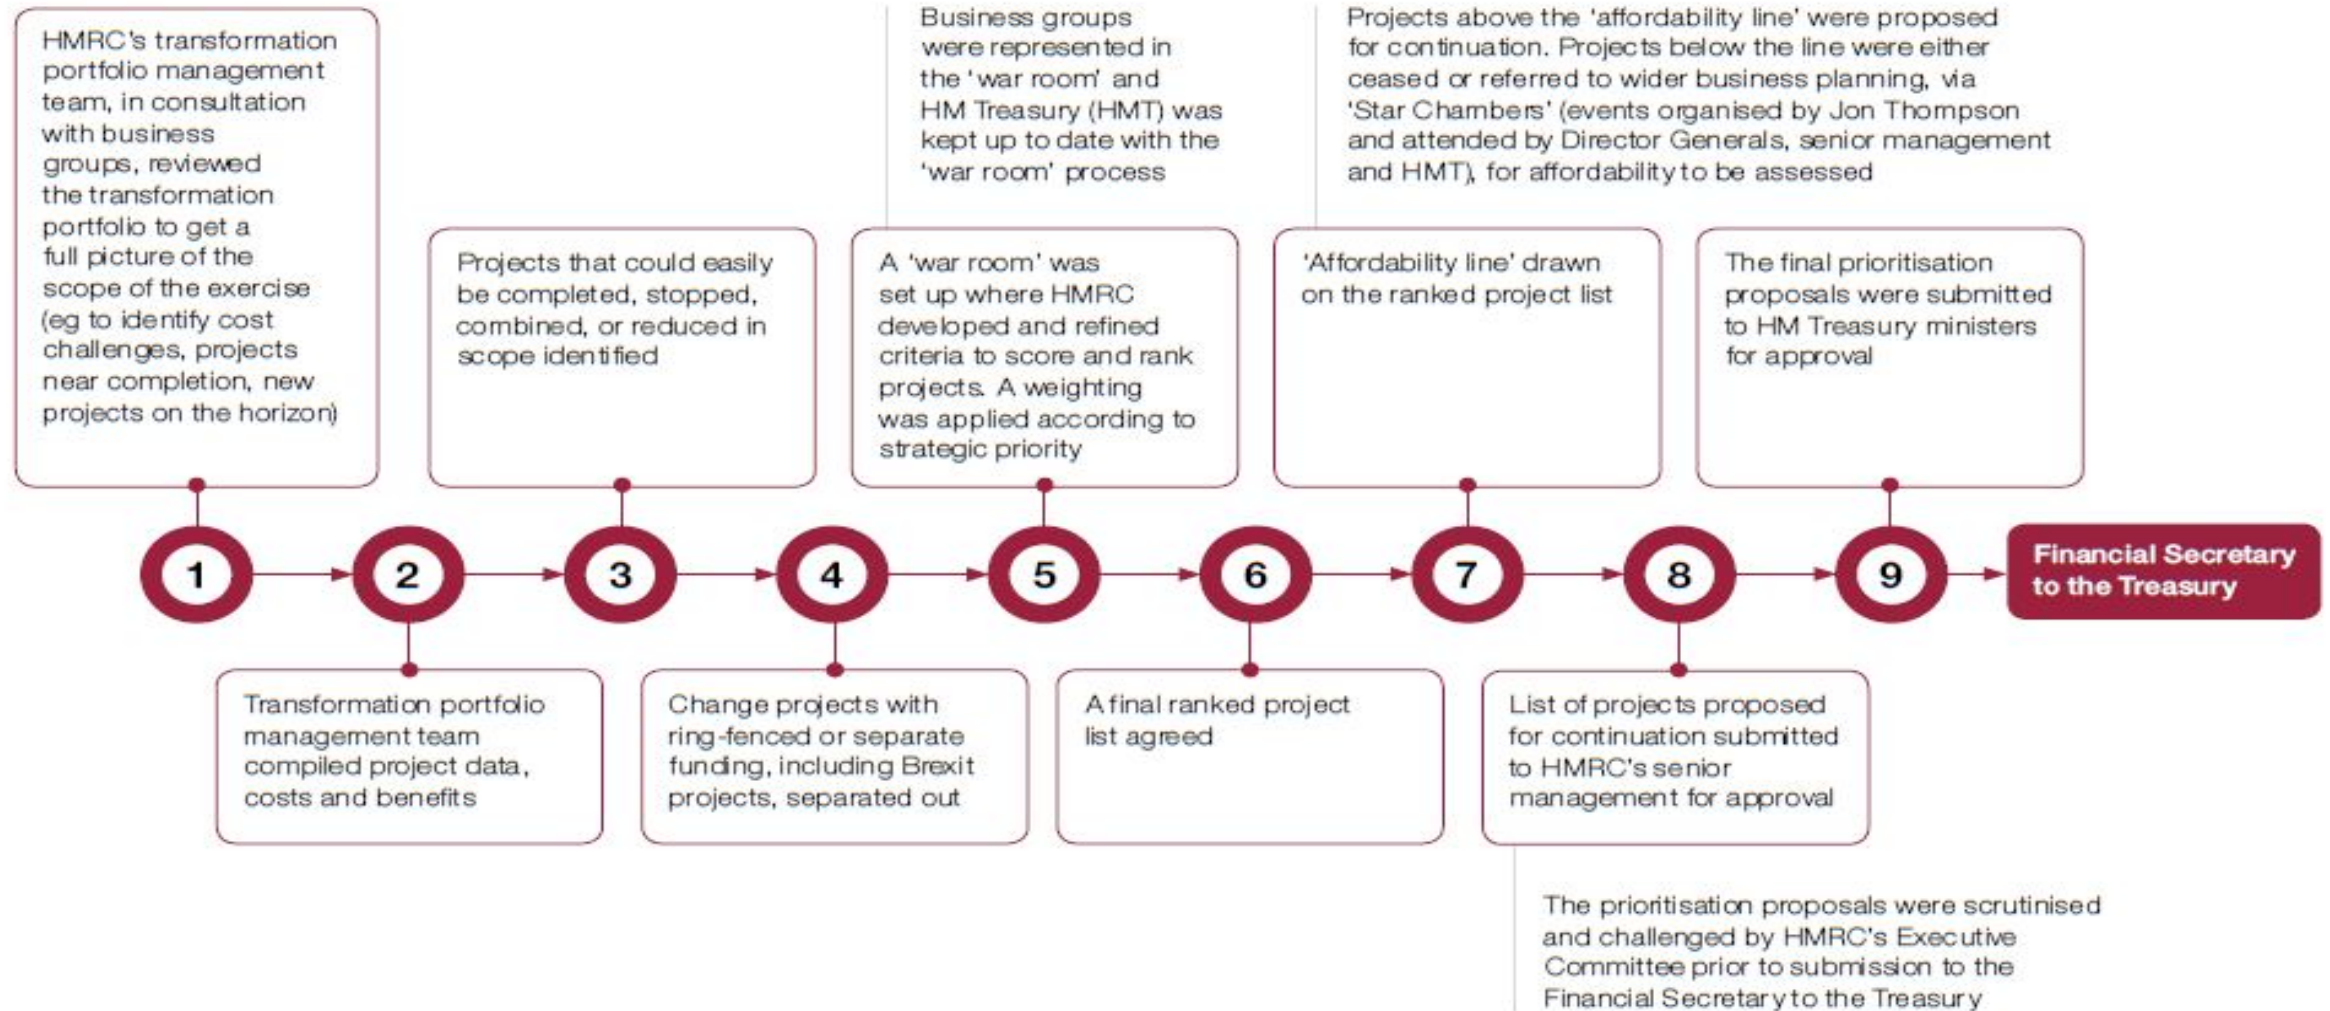 HMRC's transformation
portfolio management
team, in consultation
with business
groups, reviewed
the transformation
portfolio to get a
full picture of the
scope of the exercise
(eg to identify cost
challenges, projects
near completion, new
projects on the horizon)
Projects that could easily
be completed, stopped,
combined, or reduced in
scope identified
Business groups
were represented in
the 'war room' and
HM Treasury (HMT) was
kept up to date with the
'war room' process
A 'war room' was
set up where HMRC
developed and refined
criteria to score and rank
projects. A weighting
was applied according to
strategic priority
Projects above the 'affordability line' were proposed
for continuation. Projects below the line were either
ceased or referred to wider business planning, via
'Star Chambers' (events organised by Jon Thompson
and attended by Director Generals, senior management
and HMT), for affordability to be assessed
'Affordability line' drawn
on the ranked project list
The final prioritisation
proposals were submitted
to HM Treasury ministers
for approval
1
2
3
4
5
6
7
8
9
Financial Secretary
to the Treasury
Transformation portfolio
management team
compiled project data,
costs and benefits
Change projects with
ring-fenced or separate
funding, including Brexit
projects, separated out
A final ranked project
list agreed
List of projects proposed
for continuation submitted
to HMRC's senior
management for approval
The prioritisation proposals were scrutinised
and challenged by HMRC's Executive
Committee prior to submission to the
Financial Secretary to the Treasury